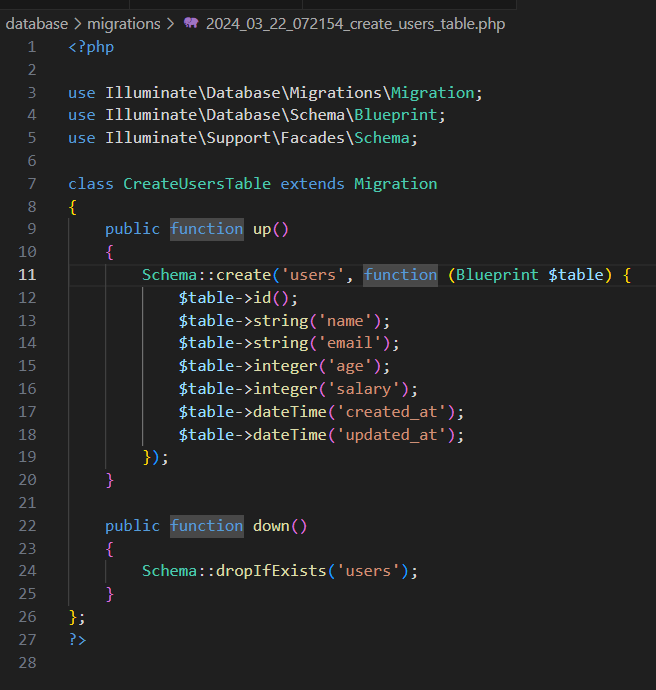 database > migrations > 2024_03_22_072154_create_users_table.php
1 <?php
2
3 use Illuminate\Database\Migrations\Migration;
4 use Illuminate\Database\Schema\Blueprint;
5 use Illuminate\Support\Facades\Schema;
6
7 class CreateUsersTable extends Migration
8 {
9     public function up()
10     {
11         Schema::create('users', function (Blueprint $table) {
12             $table->id();
13             $table->string('name');
14             $table->string('email');
15             $table->integer('age');
16             $table->integer('salary');
17             $table->dateTime('created_at');
18             $table->dateTime('updated_at');
19         });
20     }
21
22     public function down()
23     {
24         Schema::dropIfExists('users');
25     }
26 };
27 ?>
28